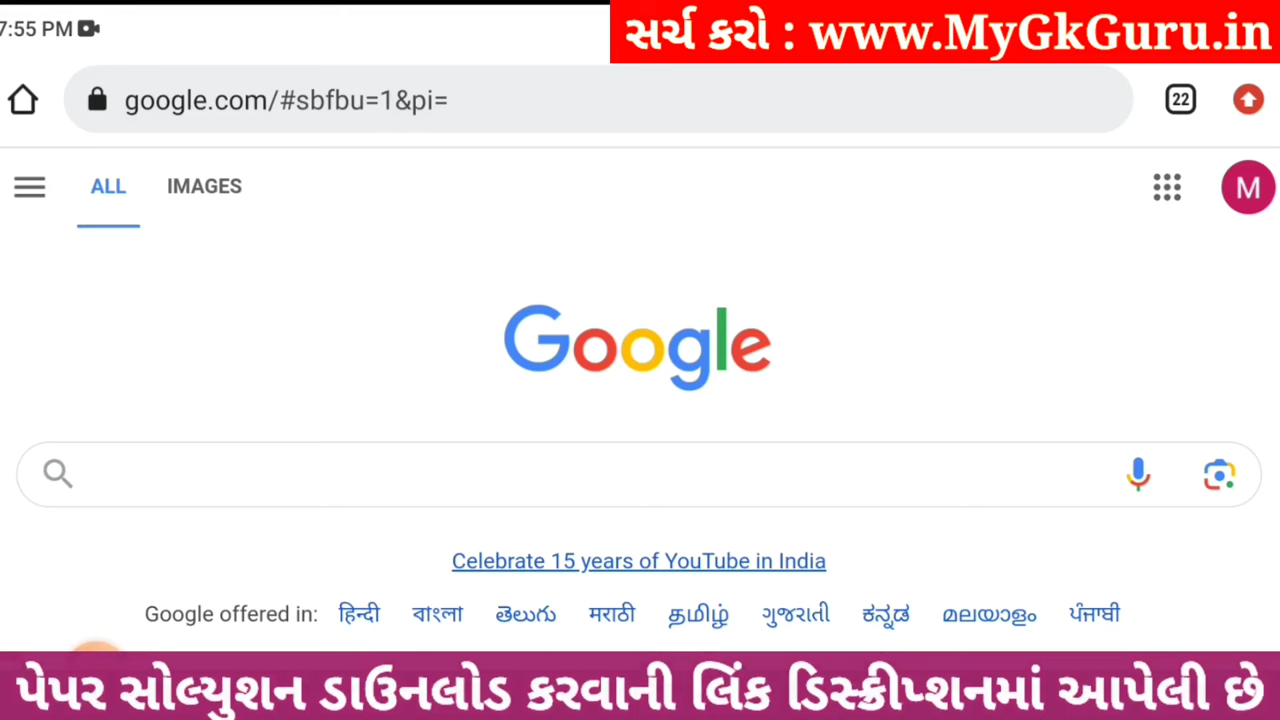 7:55 PM
સર્ચ કરો : www.MyGkGuru.in
google.com/#sbfbu=1&pi=
22
ALL IMAGES
M
Google
Celebrate 15 years of YouTube in India
Google offered in: हिन्दी বাংলা తెలుగు मराठी தமிழ் ગુજરાતી ಕನ್ನಡ മലയാളം ਪੰਜਾਬੀ
પેપર સોલ્યુશન ડાઉનલોડ કરવાની લિંક ડિસ્ક્રીપ્શનમાં આપેલી છે